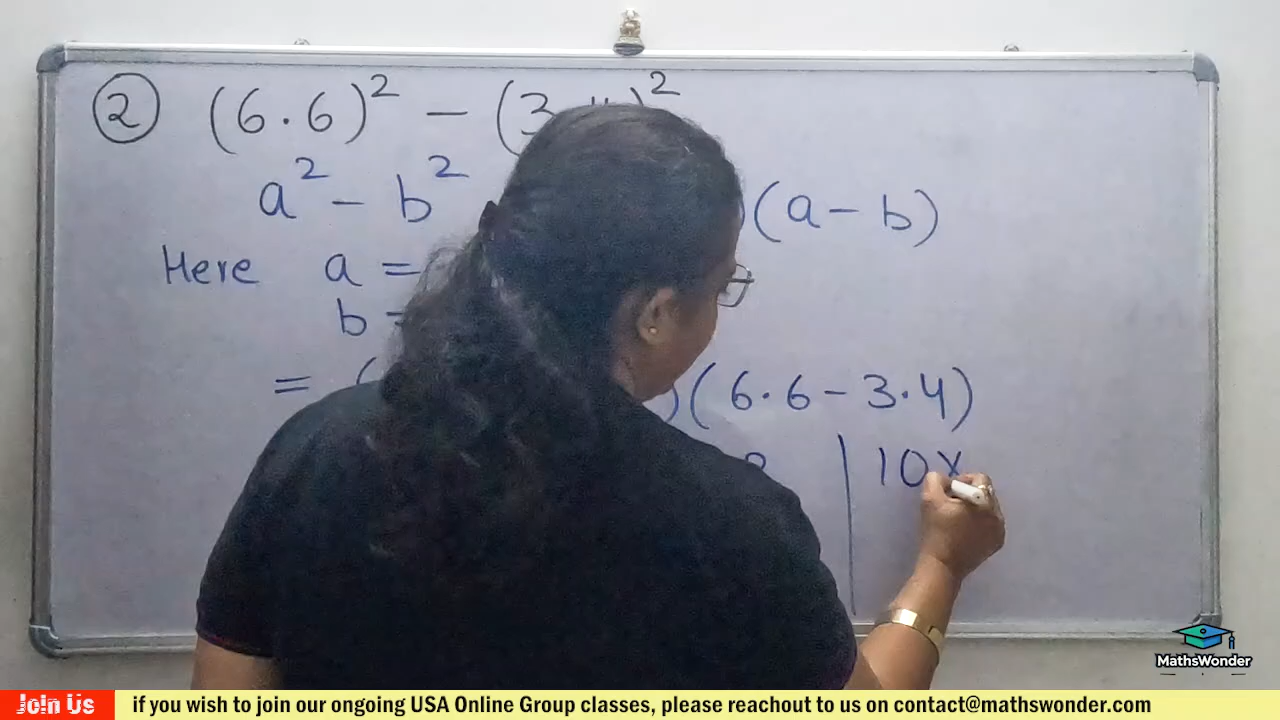 ② (6.6)² - (3.4)²
a² - b² )(a - b)
Here a =
b =
= ( )(6.6 - 3.4)
10×
MathsWonder
Join Us if you wish to join our ongoing USA Online Group classes, please reachout to us on contact@mathswonder.com